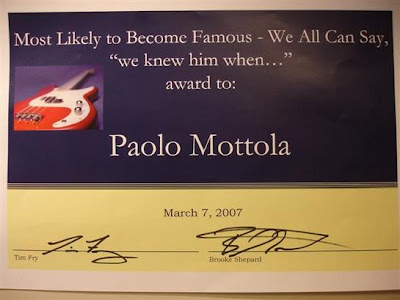 Most Likely to Become Famous - We All Can Say,
“we knew him when...”
award to:
Paolo Mottola
March 7, 2007
Tim Fry
Brooke Shepard